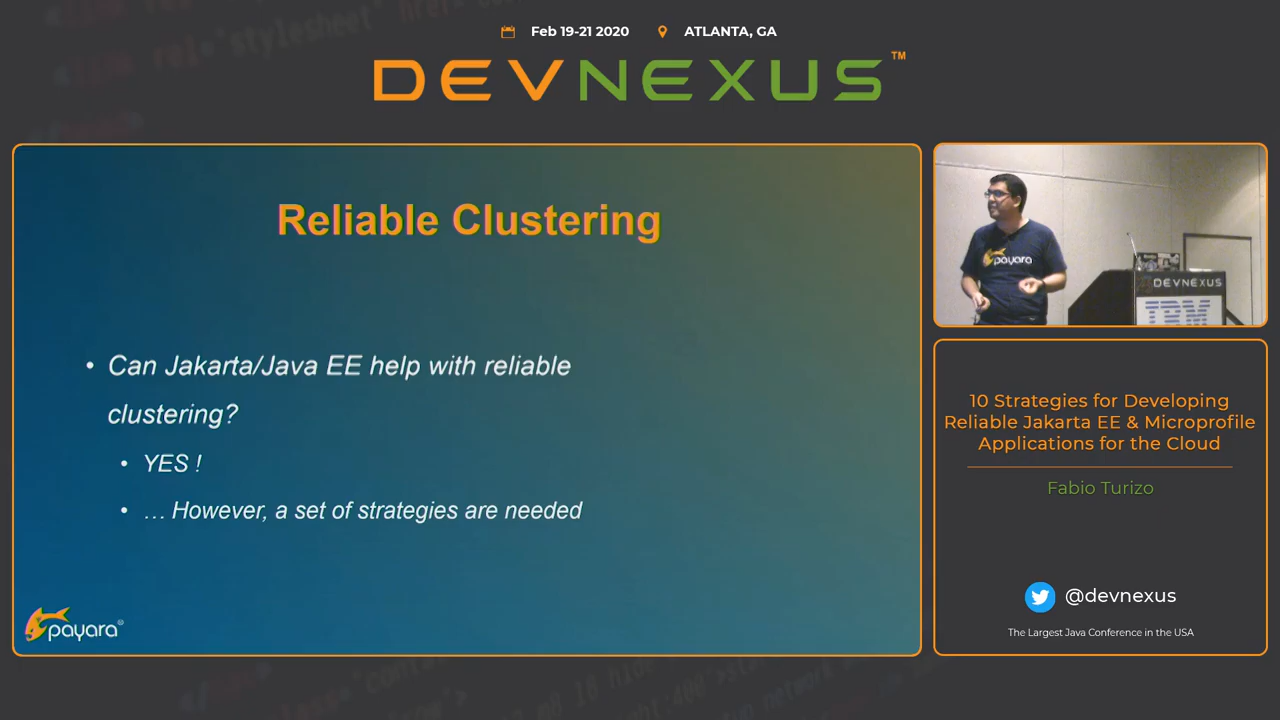 Feb 19-21 2020
ATLANTA, GA
DEVNEXUS™
Reliable Clustering
• Can Jakarta/Java EE help with reliable
clustering?
• YES !
• … However, a set of strategies are needed
payara®
payara
DEVNEXUS
IBM
10 Strategies for Developing
Reliable Jakarta EE & Microprofile
Applications for the Cloud
Fabio Turizo
@devnexus
The Largest Java Conference in the USA